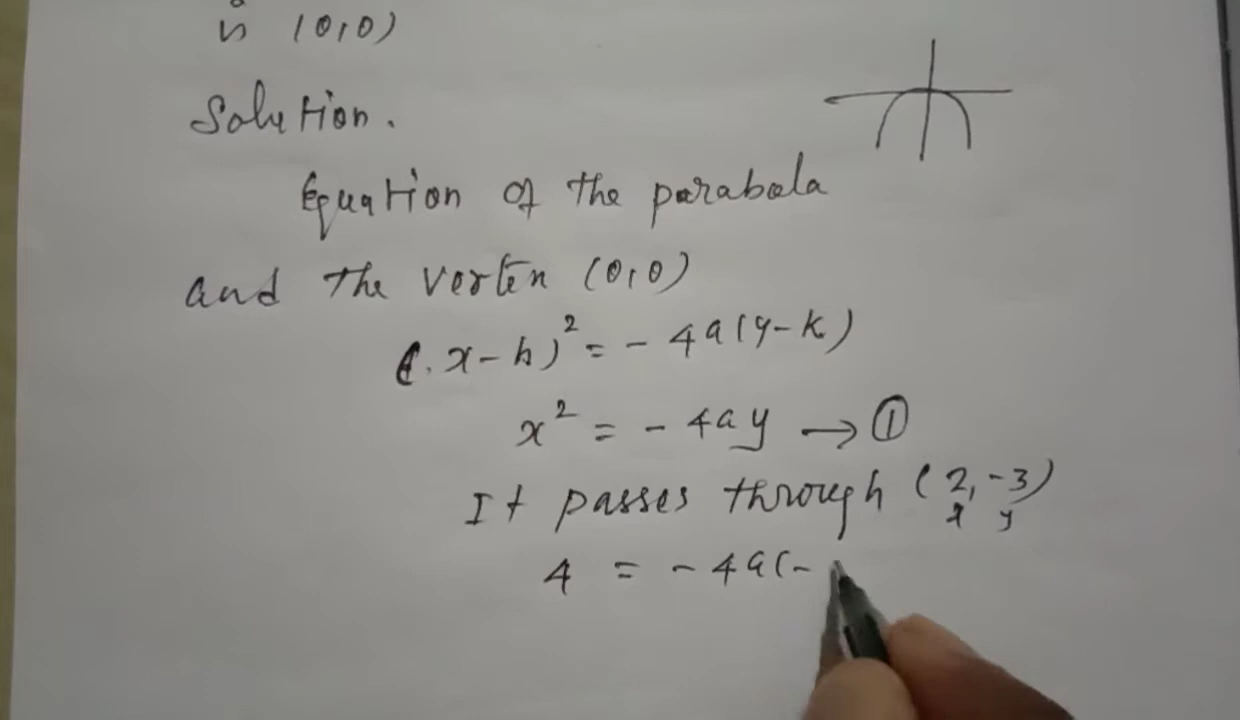 is (0,0)
Solution.
Equation of the parabola
and the vertex (0,0)
(x-h)² = - 4a(y-k)
x² = - 4ay → ①
It passes through (2, -3)
x y
4 = - 4a(-